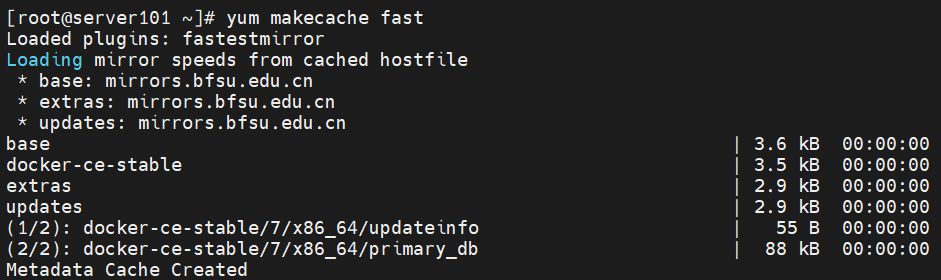 [root@server101 ~]# yum makecache fast
Loaded plugins: fastestmirror
Loading mirror speeds from cached hostfile
 * base: mirrors.bfsu.edu.cn
 * extras: mirrors.bfsu.edu.cn
 * updates: mirrors.bfsu.edu.cn
base | 3.6 kB 00:00:00
docker-ce-stable | 3.5 kB 00:00:00
extras | 2.9 kB 00:00:00
updates | 2.9 kB 00:00:00
(1/2): docker-ce-stable/7/x86_64/updateinfo | 55 B 00:00:00
(2/2): docker-ce-stable/7/x86_64/primary_db | 88 kB 00:00:00
Metadata Cache Created